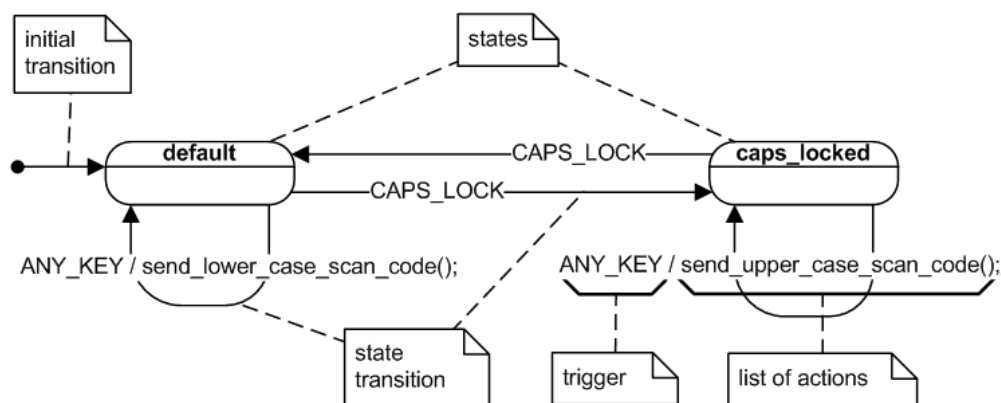 initial
transition
states
default
CAPS_LOCK
caps_locked
CAPS_LOCK
ANY_KEY / send_lower_case_scan_code();
ANY_KEY / send_upper_case_scan_code();
state
transition
trigger
list of actions